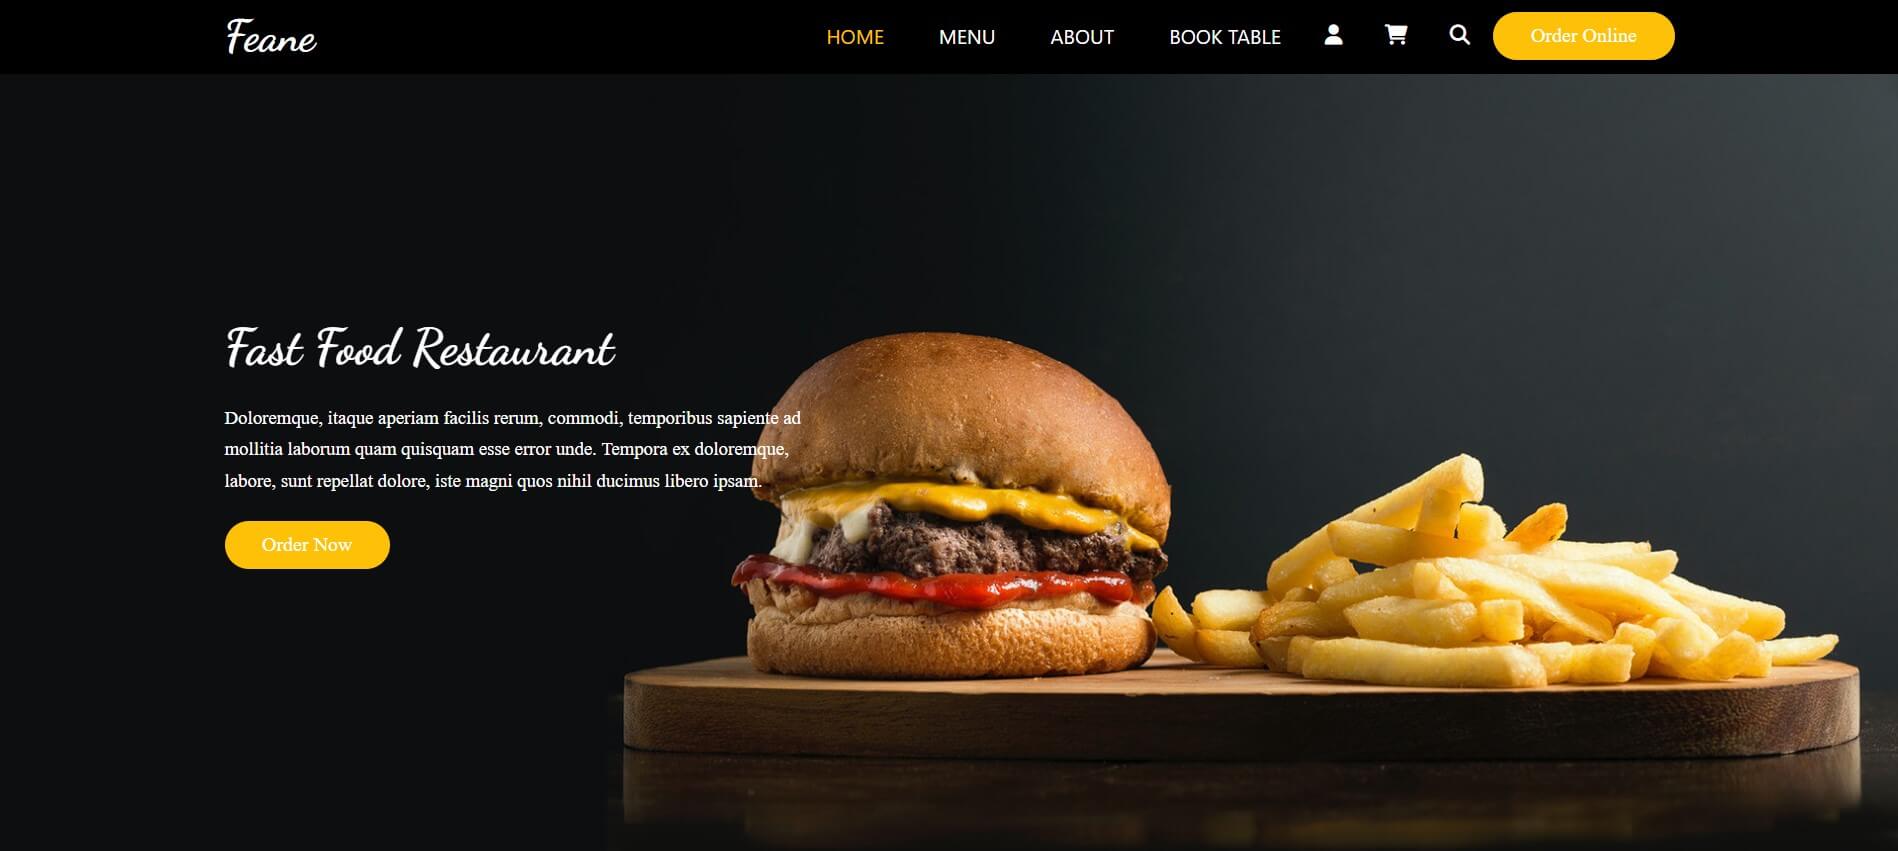 Feane
HOME MENU ABOUT BOOK TABLE Order Online
Fast Food Restaurant
Doloremque, itaque aperiam facilis rerum, commodi, temporibus sapiente ad
mollitia laborum quam quisquam esse error unde. Tempora ex doloremque,
labore, sunt repellat dolore, iste magni quos nihil ducimus libero ipsam.
Order Now